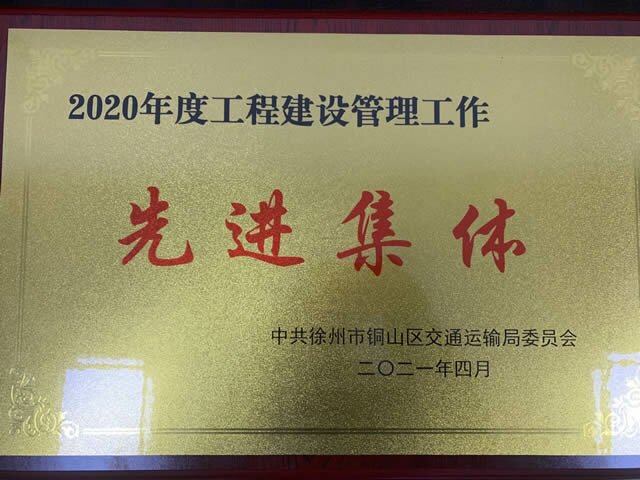 2020年度工程建设管理工作
先进集体
中共徐州市铜山区交通运输局委员会
二〇二一年四月